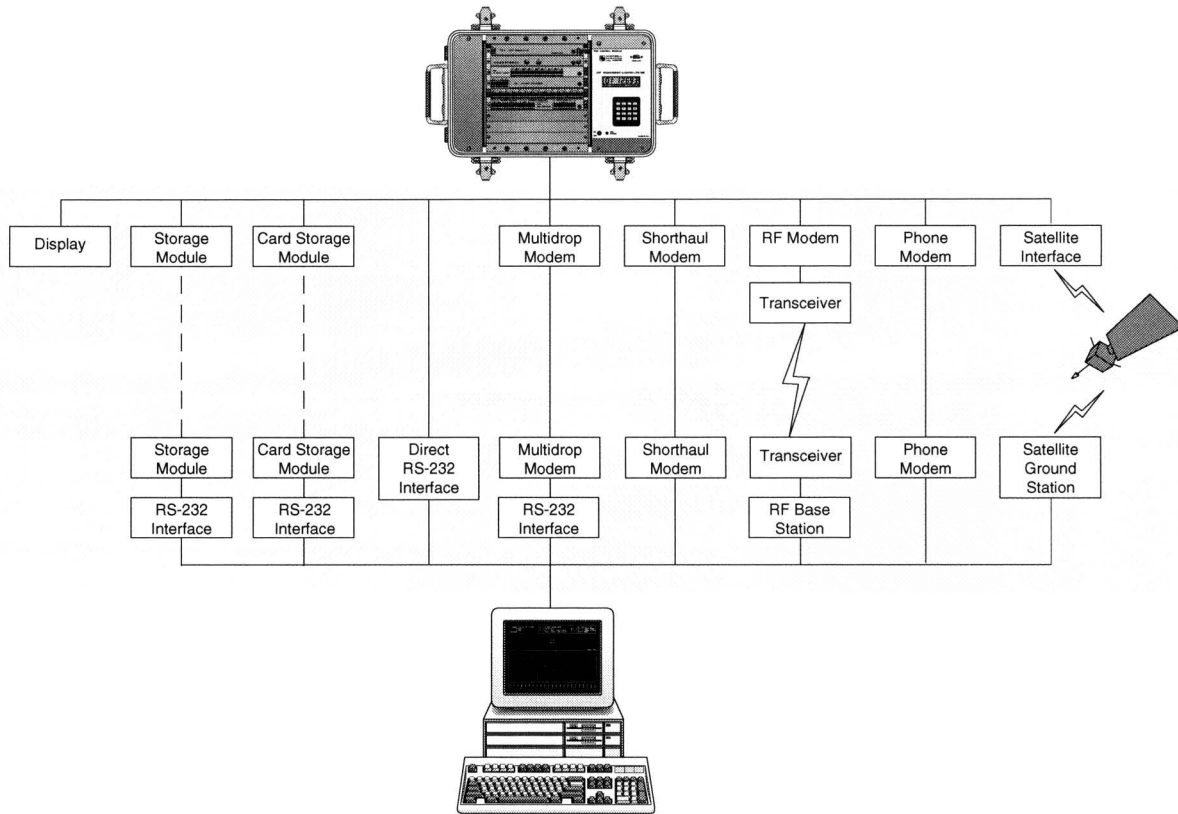 Display
Storage
Module
Card Storage
Module
Multidrop
Modem
Shorthaul
Modem
RF Modem
Phone
Modem
Satellite
Interface
Transceiver
Storage
Module
Card Storage
Module
Direct
RS-232
Interface
Multidrop
Modem
Shorthaul
Modem
Transceiver
Phone
Modem
Satellite
Ground
Station
RS-232
Interface
RS-232
Interface
RS-232
Interface
RF Base
Station